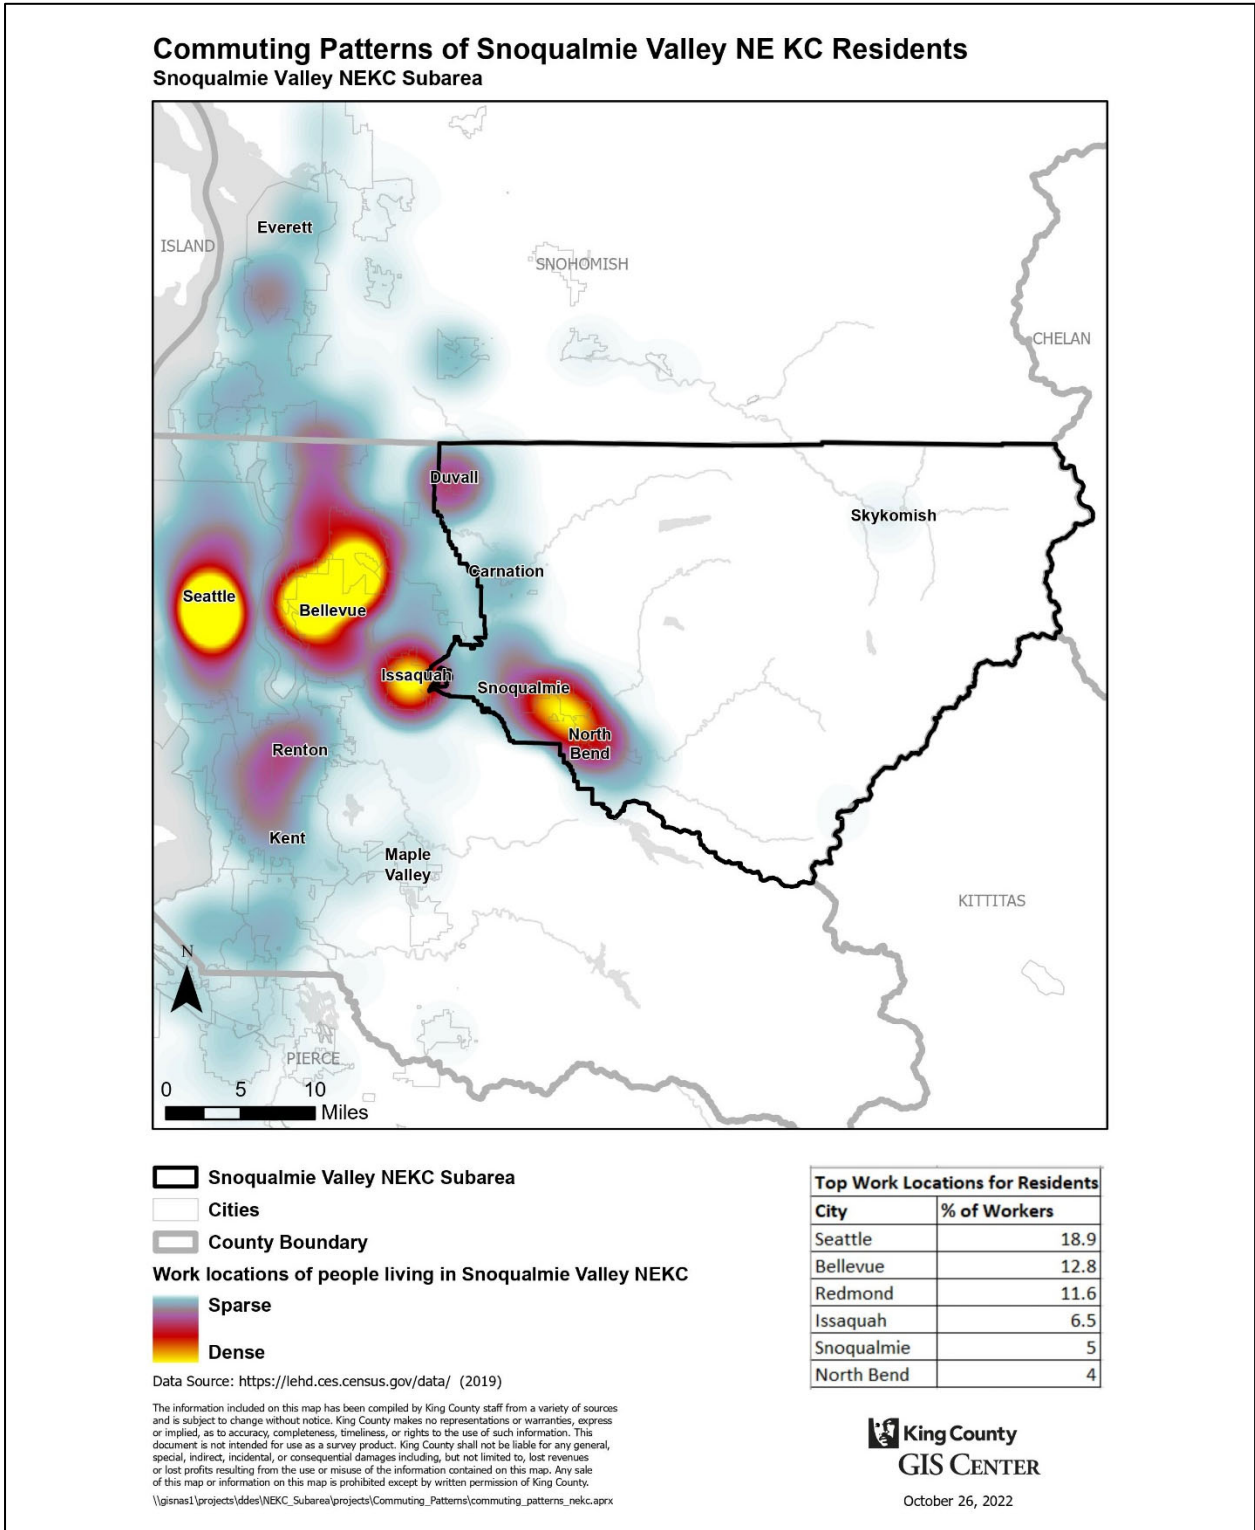 Commuting Patterns of Snoqualmie Valley NE KC Residents
Snoqualmie Valley NEKC Subarea
Everett
ISLAND
SNOHOMISH
CHELAN
Duvall
Skykomish
Carnation
Seattle
Bellevue
Issaquah
Snoqualmie
North
Bend
Renton
Kent
Maple
Valley
KITTITAS
N
PIERCE
0 5 10
Miles
Snoqualmie Valley NEKC Subarea
Cities
County Boundary
Work locations of people living in Snoqualmie Valley NEKC
Sparse
Dense
Data Source: https://lehd.ces.census.gov/data/ (2019)
The information included on this map has been compiled by King County staff from a variety of sources
and is subject to change without notice. King County makes no representations or warranties, express
or implied, as to accuracy, completeness, timeliness, or rights to the use of such information. This
document is not intended for use as a survey product. King County shall not be liable for any general,
special, indirect, incidental, or consequential damages including, but not limited to, lost revenues
or lost profits resulting from the use or misuse of the information contained on this map. Any sale
of this map or information on this map is prohibited except by written permission of King County.
\\gisnas1\projects\ddes\NEKC_Subarea\projects\Commuting_Patterns\commuting_patterns_nekc.aprx
Top Work Locations for Residents
City % of Workers
Seattle 18.9
Bellevue 12.8
Redmond 11.6
Issaquah 6.5
Snoqualmie 5
North Bend 4
King County
GIS CENTER
October 26, 2022